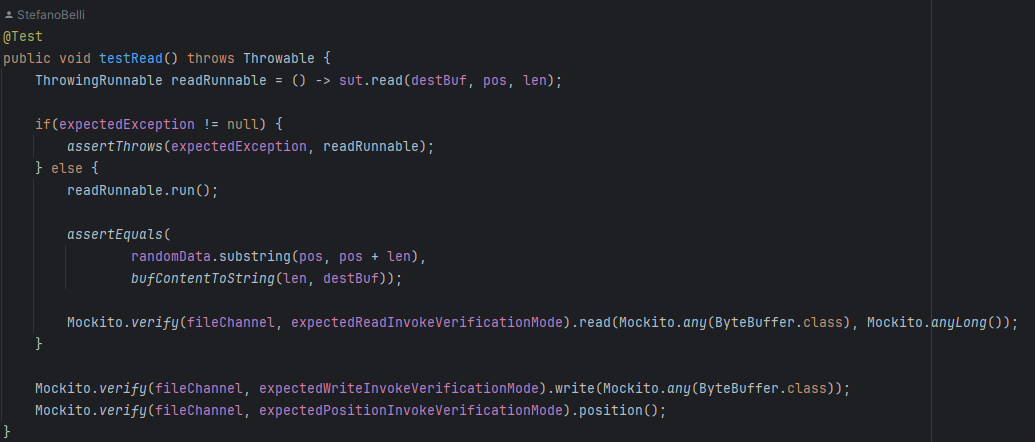 StefanoBelli
@Test
public void testRead() throws Throwable {
    ThrowingRunnable readRunnable = () -> sut.read(destBuf, pos, len);

    if(expectedException != null) {
        assertThrows(expectedException, readRunnable);
    } else {
        readRunnable.run();

        assertEquals(
                randomData.substring(pos, pos + len),
                bufContentToString(len, destBuf));

        Mockito.verify(fileChannel, expectedReadInvokeVerificationMode).read(Mockito.any(ByteBuffer.class), Mockito.anyLong());
    }

    Mockito.verify(fileChannel, expectedWriteInvokeVerificationMode).write(Mockito.any(ByteBuffer.class));
    Mockito.verify(fileChannel, expectedPositionInvokeVerificationMode).position();
}